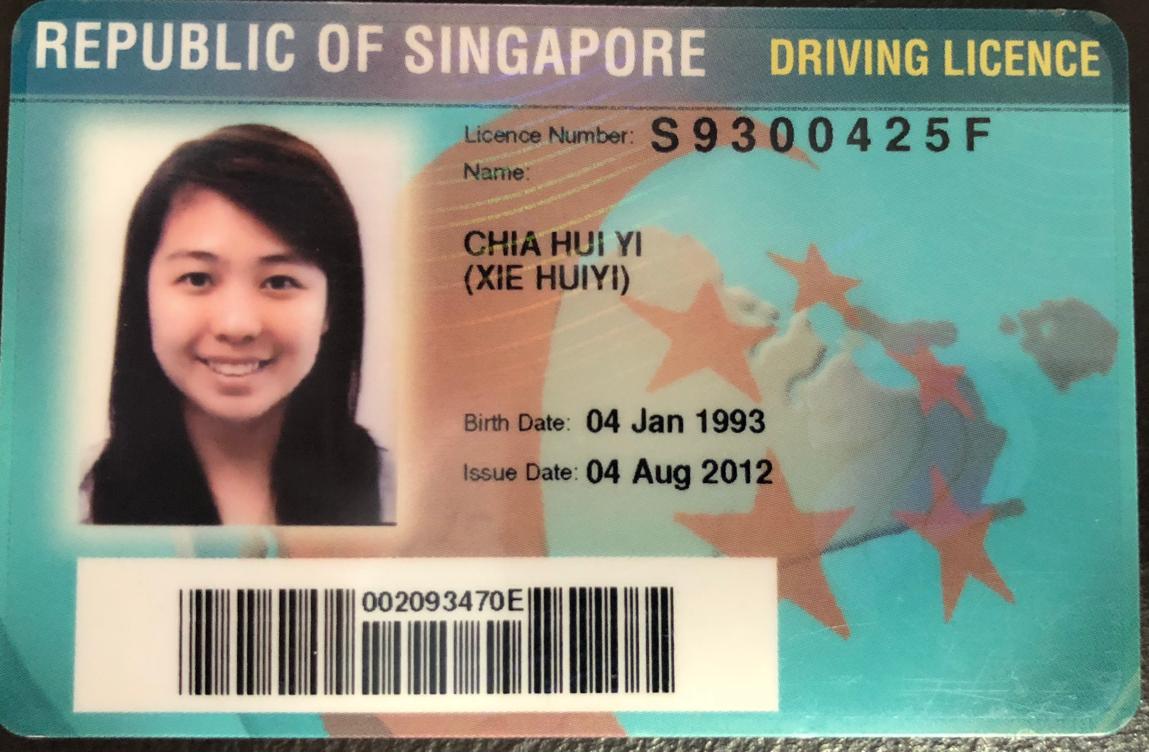 REPUBLIC OF SINGAPORE DRIVING LICENCE
Licence Number: S9300425F
Name:
CHIA HUI YI
(XIE HUIYI)
Birth Date: 04 Jan 1993
Issue Date: 04 Aug 2012
002093470E